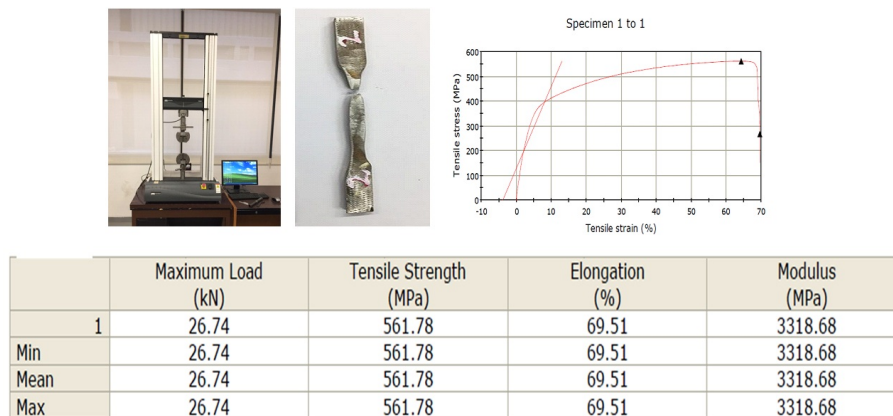 Specimen 1 to 1
Tensile stress (MPa)
600
500
400
300
200
100
0
-10 0 10 20 30 40 50 60 70
Tensile strain (%)
Maximum Load (kN) Tensile Strength (MPa) Elongation (%) Modulus (MPa)
1 26.74 561.78 69.51 3318.68
Min 26.74 561.78 69.51 3318.68
Mean 26.74 561.78 69.51 3318.68
Max 26.74 561.78 69.51 3318.68